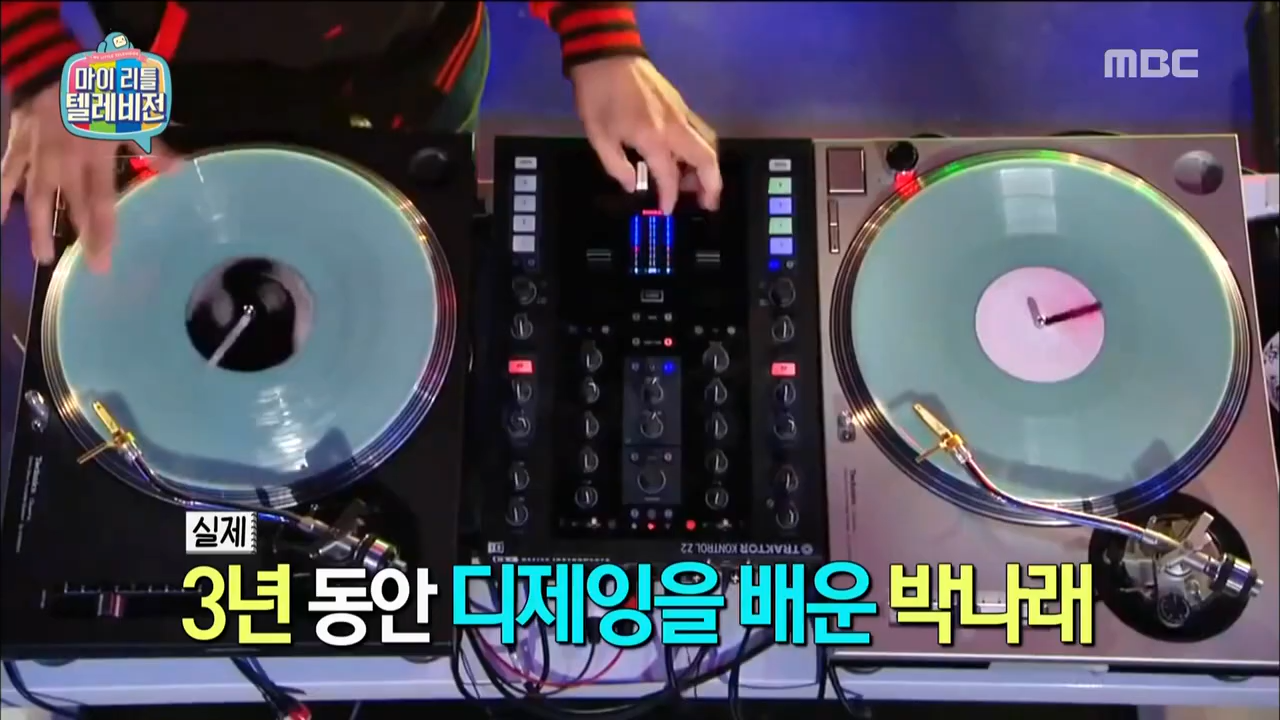 마이 리틀
텔레비전
MBC
TRAKTOR KONTROL Z2
실제
3년 동안 디제잉을 배운 박나래